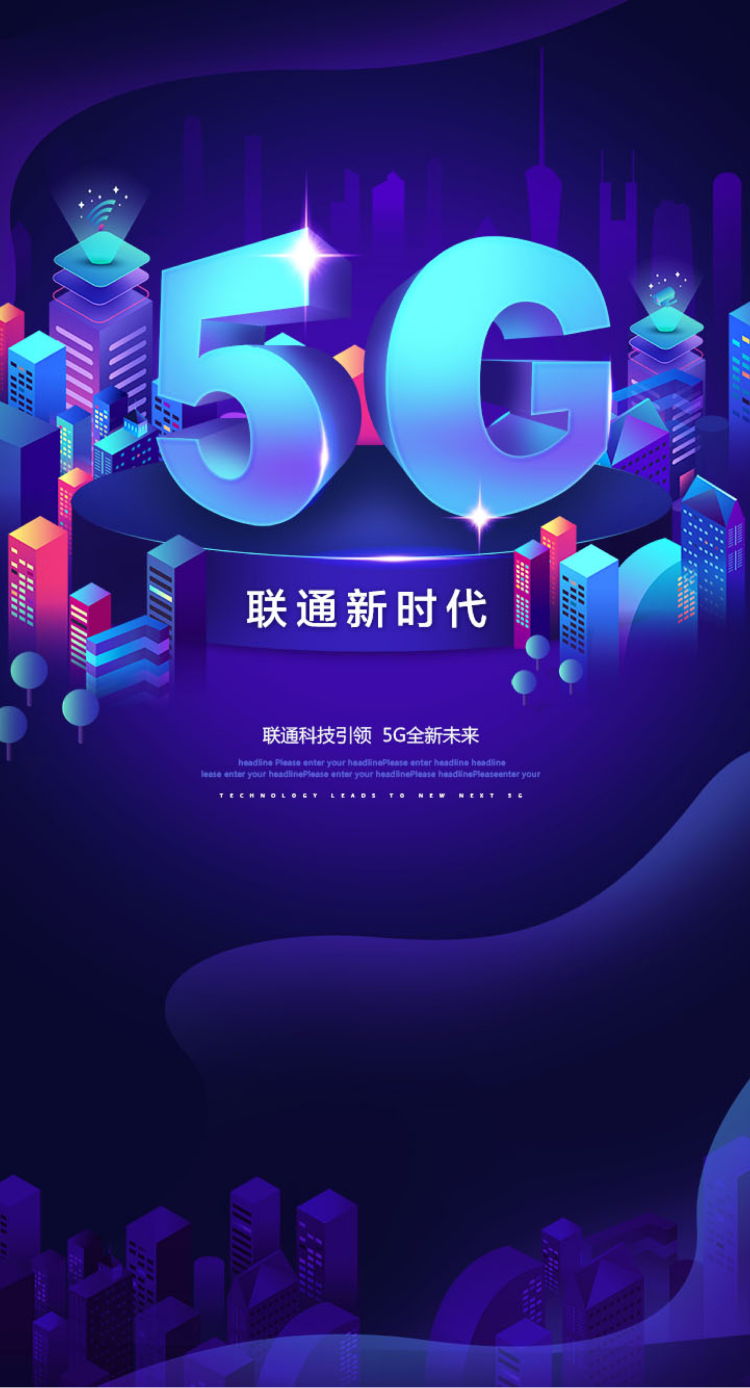 5G
联通新时代
联通科技引领 5G全新未来
headline Please enter your headlinePlease enter headline headline
lease enter your headlinePlease enter your headlinePlease headlinePleaseenter your
TECHNOLOGY LEADS TO NEW NEXT 5G